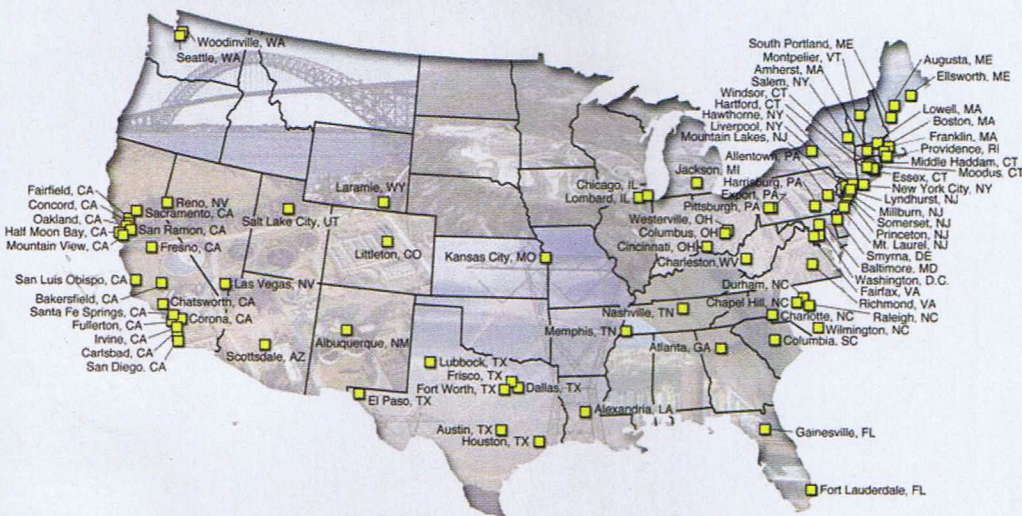 Woodinville, WA
Seattle, WA
Fairfield, CA
Concord, CA
Oakland, CA
Half Moon Bay, CA
Mountain View, CA
Reno, NV
Sacramento, CA
San Ramon, CA
Fresno, CA
San Luis Obispo, CA
Bakersfield, CA
Santa Fe Springs, CA
Fullerton, CA
Irvine, CA
Carlsbad, CA
San Diego. CA
Chatsworth, CA
Corona, CA
Las Vegas, NV
Salt Lake City, UT
Laramie, WY
Littleton, CO
Scottsdale, AZ
Albuquerque, NM
El Paso, TX
Lubbock, TX
Frisco, TX
Fort Worth, TX
Dallas, TX
Austin, TX
Houston, TX
Kansas City, MO
Alexandria, LA
Memphis, TN
Nashville, TN
Chicago, IL
Lombard, IL
Jackson, MI
Westerville, OH
Columbus, OH
Cincinnati, OH
Charleston,WV
South Portland, ME
Montpelier, VT
Amherst, MA
Salem, NY
Windsor, CT
Hartford, CT
Hawthorne, NY
Liverpool, NY
Mountain Lakes, NJ
Allentown, PA
Harrisburg, PA
Export, PA
Pittsburgh, PA
Augusta, ME
Ellsworth, ME
Lowell, MA
Boston, MA
Franklin, MA
Providence, RI
Middle Haddam, CT
Moodus, CT
Essex, CT
New York City, NY
Lyndhurst, NJ
Millburn, NJ
Somerset, NJ
Princeton, NJ
Mt. Laurel, NJ
Smyrna, DE
Baltimore. MD
Washington, D.C.
Fairfax, VA
Richmond, VA
Raleigh, NC
Durham, NC
Chapel Hill, NC
Charlotte, NC
Wilmington, NC
Columbia, SC
Atlanta, GA
Gainesville, FL
Fort Lauderdale, FL